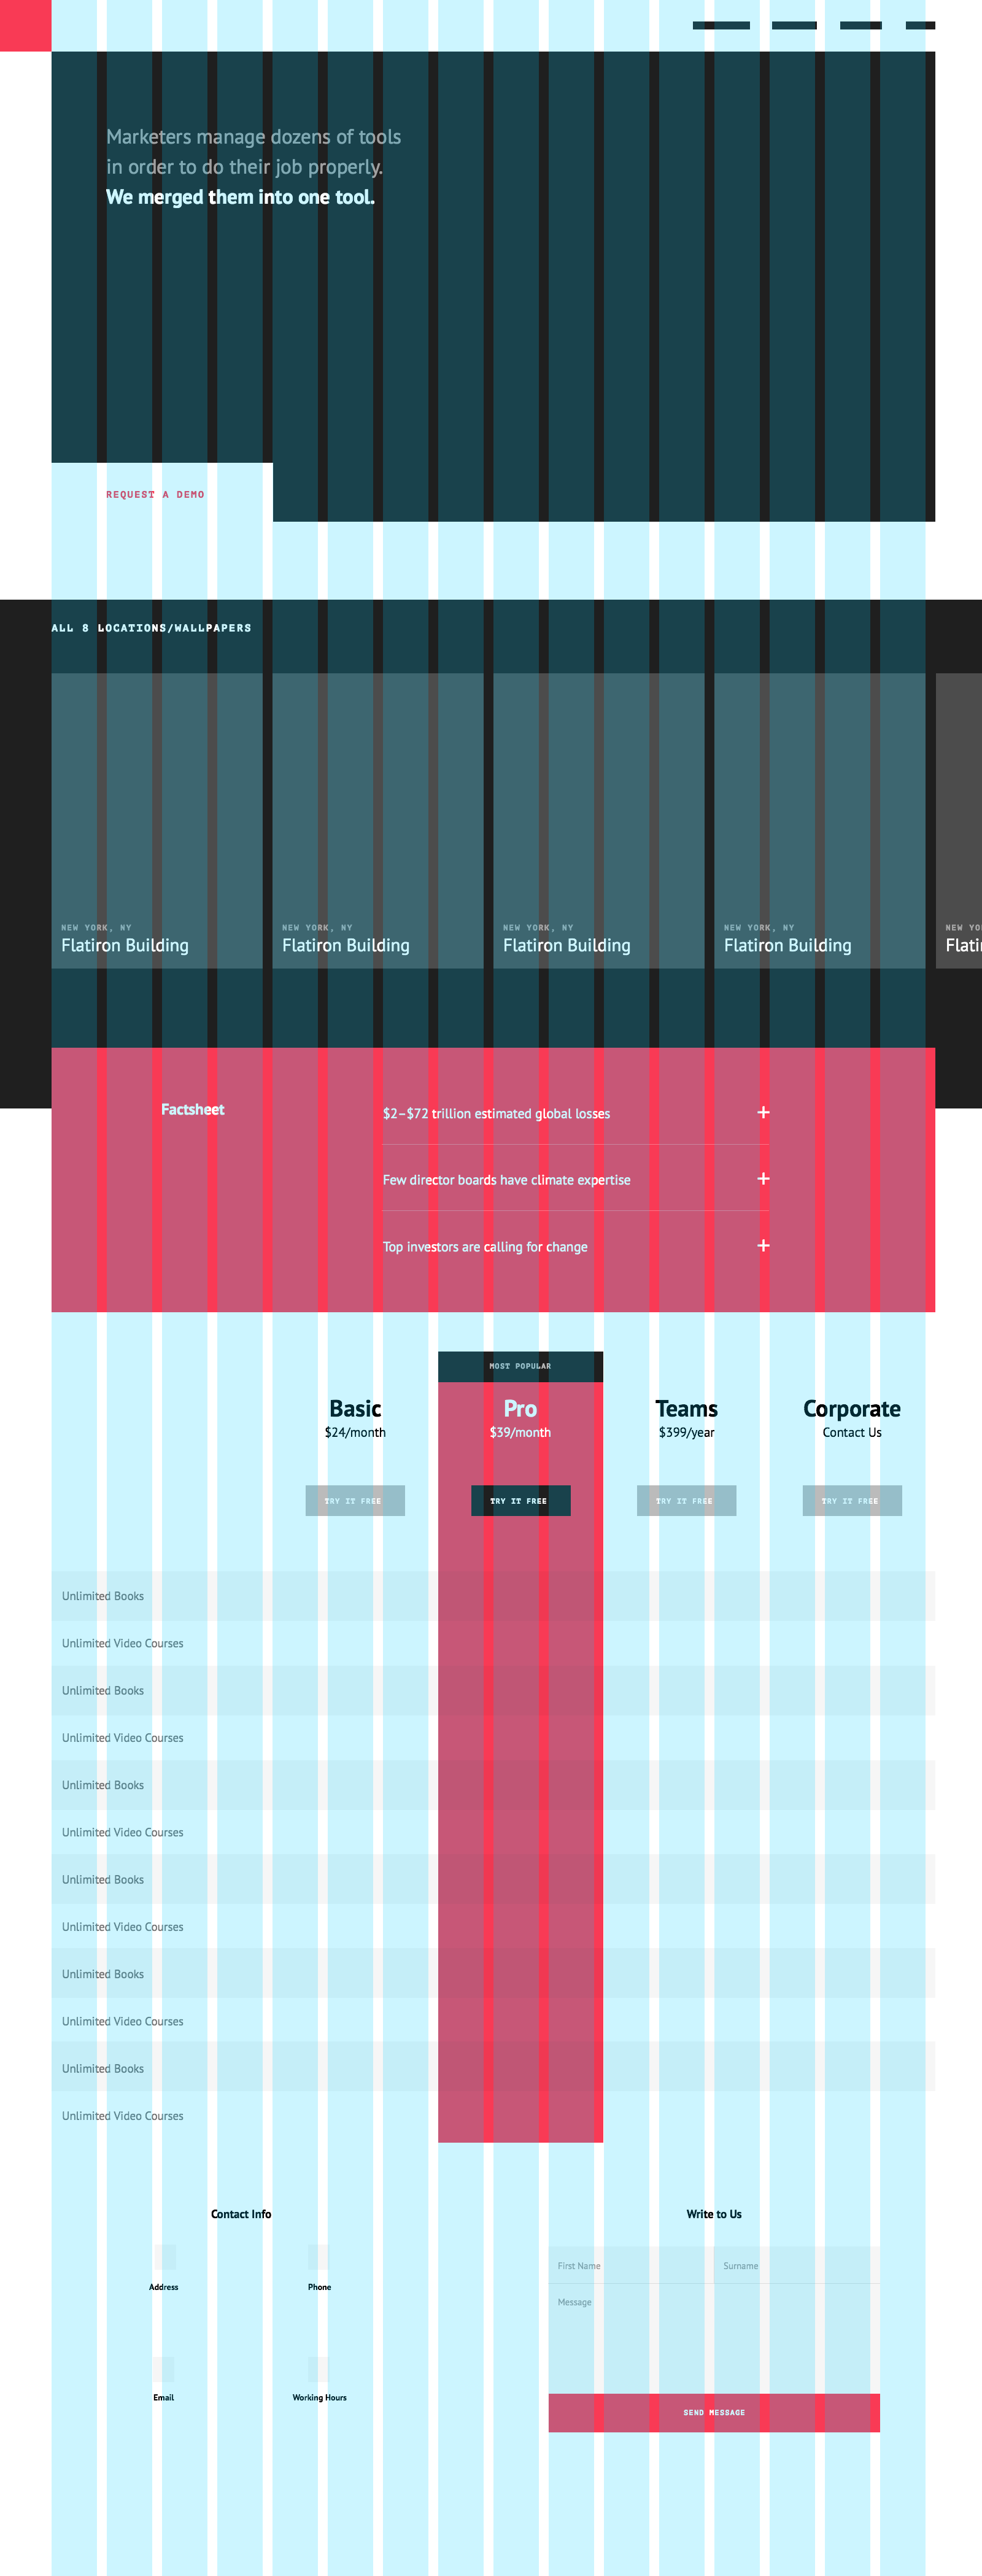 Marketers manage dozens of tools
in order to do their job properly.
We merged them into one tool.
REQUEST A DEMO
ALL 8 LOCATIONS/WALLPAPERS
NEW YORK, NY
Flatiron Building
NEW YORK, NY
Flatiron Building
NEW YORK, NY
Flatiron Building
NEW YORK, NY
Flatiron Building
NEW
Factsheet
$2–$72 trillion estimated global losses
+
Few director boards have climate expertise
+
Top investors are calling for change
+
MOST POPULAR
Basic
$24/month
TRY IT FREE
Pro
$39/month
TRY IT FREE
Teams
$399/year
TRY IT FREE
Corporate
Contact Us
TRY IT FREE
Unlimited Books
Unlimited Video Courses
Unlimited Books
Unlimited Video Courses
Unlimited Books
Unlimited Video Courses
Unlimited Books
Unlimited Video Courses
Unlimited Books
Unlimited Video Courses
Unlimited Books
Unlimited Video Courses
Contact Info
Address
Phone
Email
Working Hours
Write to Us
First Name
Surname
Message
SEND MESSAGE